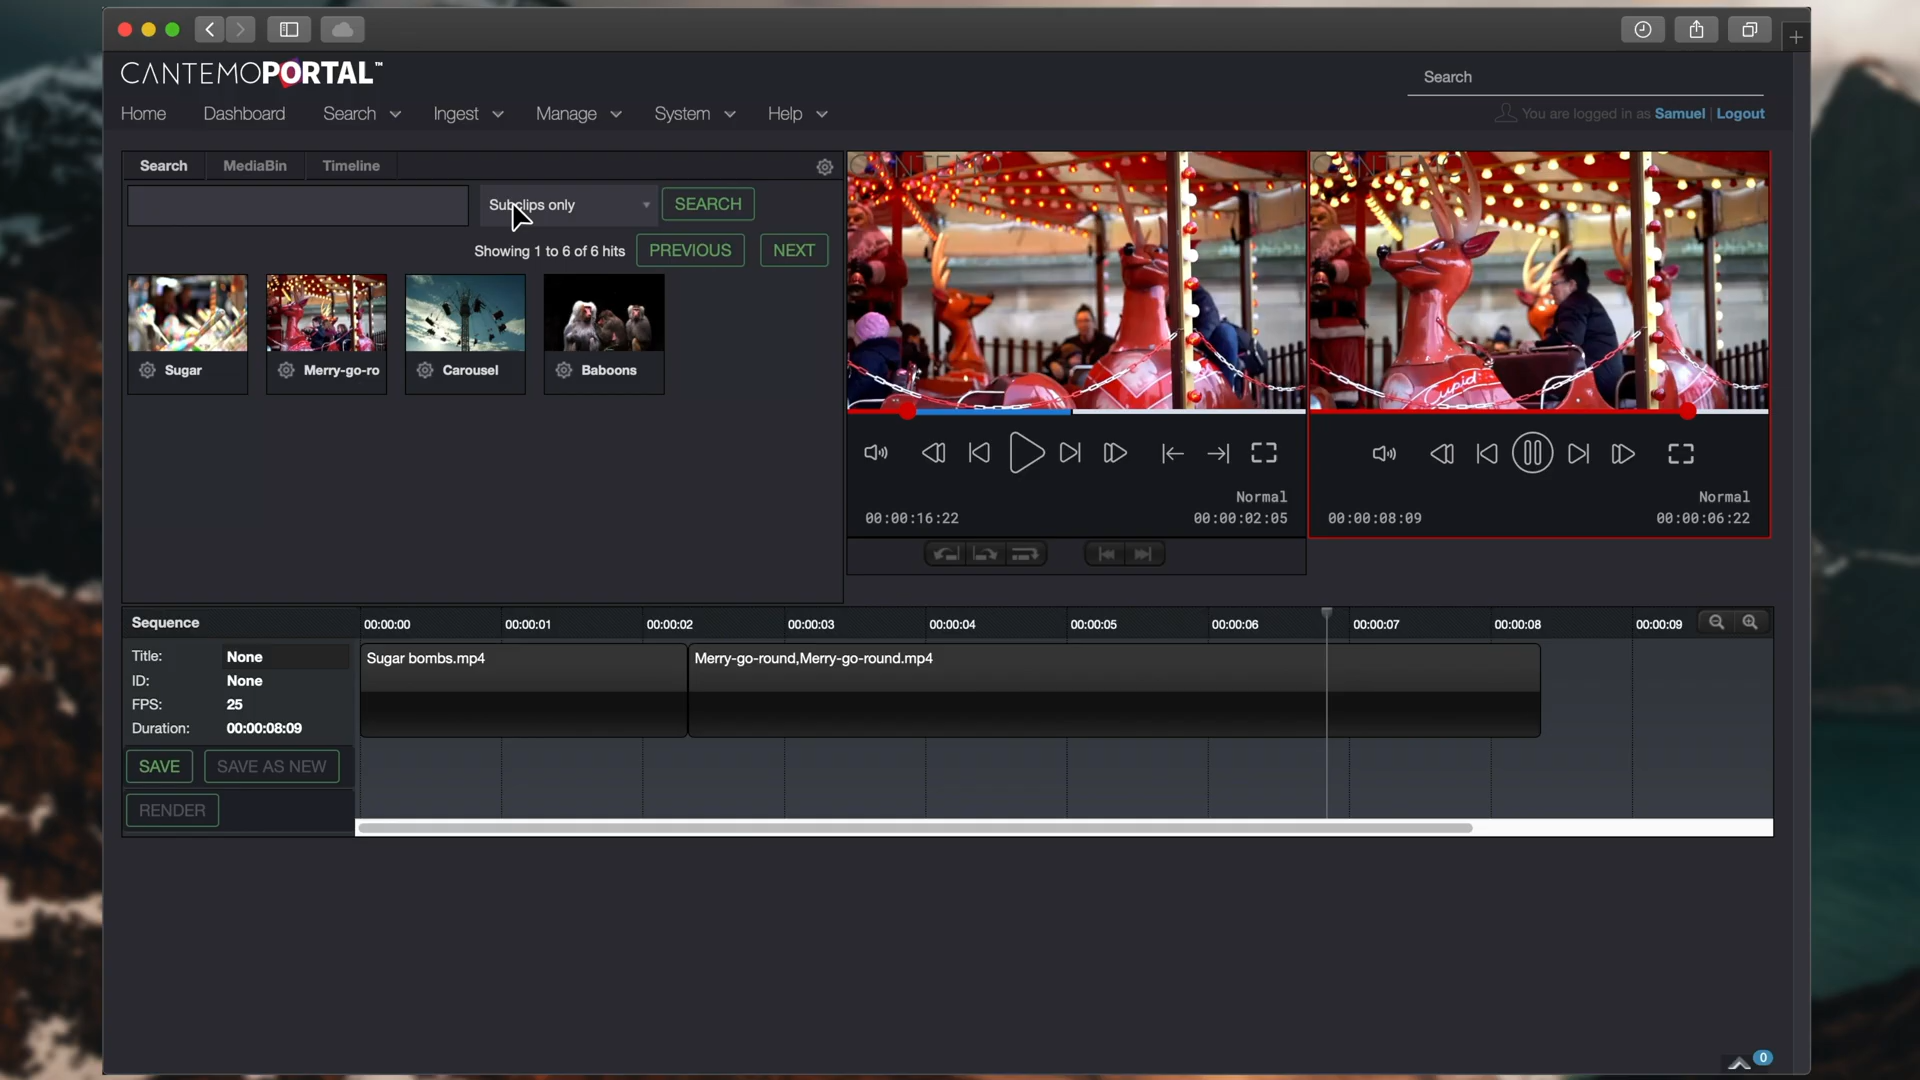 CANTEMOPORTAL™
Search
Home Dashboard Search Ingest Manage System Help
You are logged in as Samuel | Logout
Search MediaBin Timeline
Subclips only SEARCH
Showing 1 to 6 of 6 hits PREVIOUS NEXT
Sugar Merry-go-ro Carousel Baboons
CANTEMO
CANTEMO
Cupid
Normal
00:00:16:22 00:00:02:05
Normal
00:00:08:09 00:00:06:22
Sequence
00:00:00 00:00:01 00:00:02 00:00:03 00:00:04 00:00:05 00:00:06 00:00:07 00:00:08 00:00:09
Title: None
ID: None
FPS: 25
Duration: 00:00:08:09
Sugar bombs.mp4 Merry-go-round,Merry-go-round.mp4
SAVE SAVE AS NEW
RENDER
0